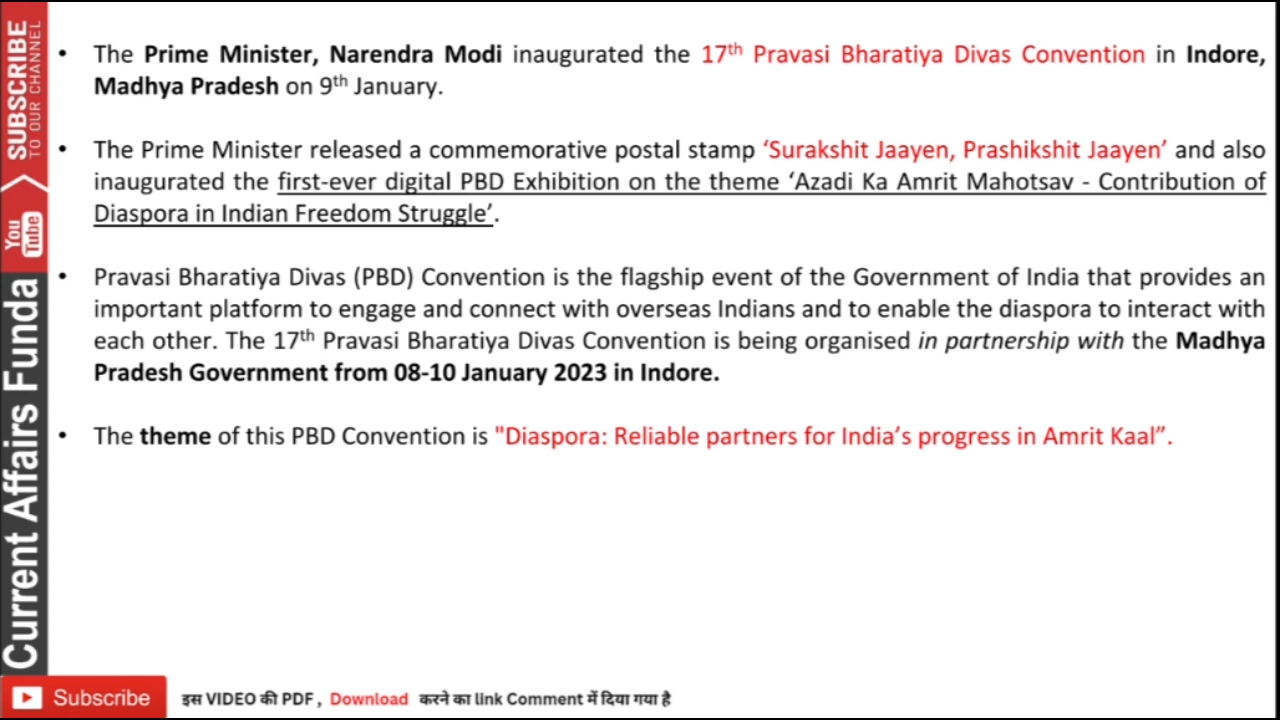 • The Prime Minister, Narendra Modi inaugurated the 17th Pravasi Bharatiya Divas Convention in Indore,
Madhya Pradesh on 9th January.
• The Prime Minister released a commemorative postal stamp ‘Surakshit Jaayen, Prashikshit Jaayen’ and also
inaugurated the first-ever digital PBD Exhibition on the theme ‘Azadi Ka Amrit Mahotsav - Contribution of
Diaspora in Indian Freedom Struggle’.
• Pravasi Bharatiya Divas (PBD) Convention is the flagship event of the Government of India that provides an
important platform to engage and connect with overseas Indians and to enable the diaspora to interact with
each other. The 17th Pravasi Bharatiya Divas Convention is being organised in partnership with the Madhya
Pradesh Government from 08-10 January 2023 in Indore.
• The theme of this PBD Convention is "Diaspora: Reliable partners for India’s progress in Amrit Kaal”.
SUBSCRIBE
TO OUR CHANNEL
You
Tube
Current Affairs Funda
Subscribe
इस VIDEO की PDF , Download करने का link Comment में दिया गया है